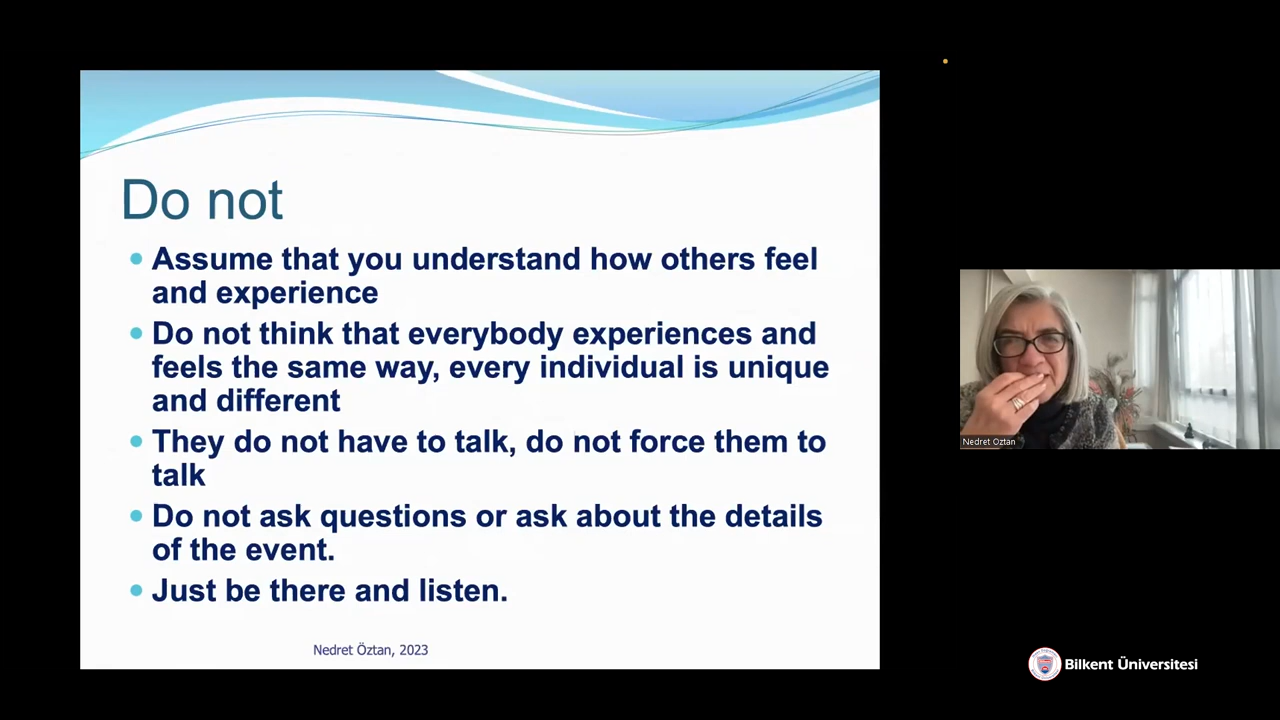 Do not
Assume that you understand how others feel
and experience
Do not think that everybody experiences and
feels the same way, every individual is unique
and different
They do not have to talk, do not force them to
talk
Do not ask questions or ask about the details
of the event.
Just be there and listen.
Nedret Öztan, 2023
Nedret Oztan
Bilkent Üniversitesi